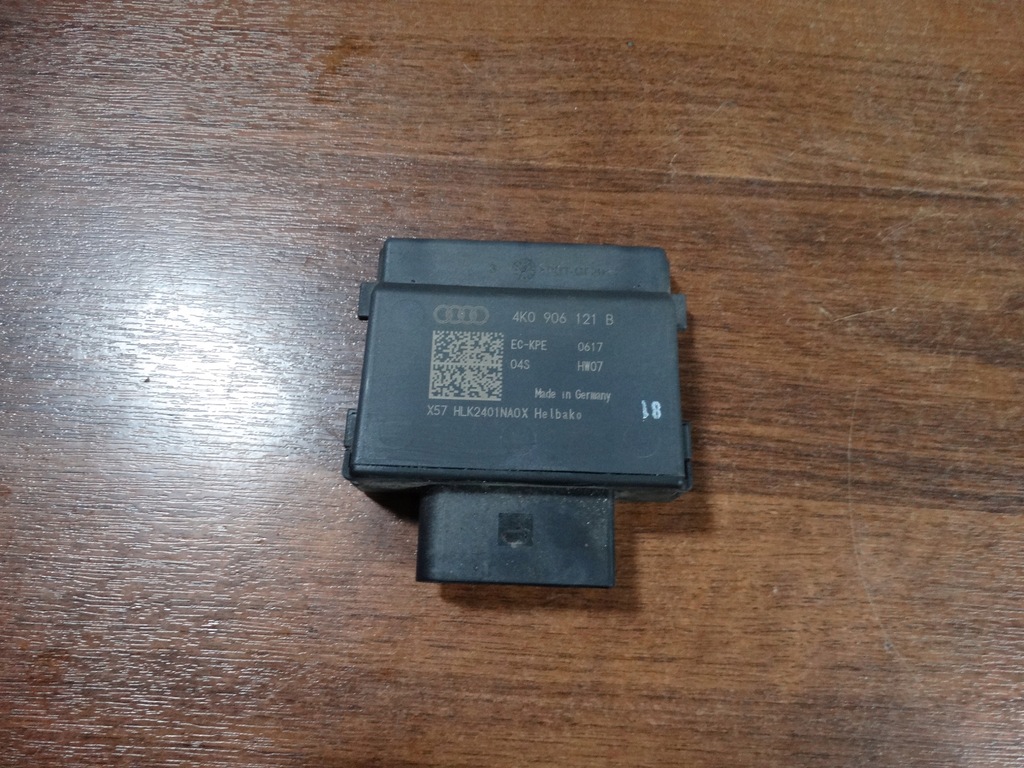 4K0 906 121 B
EC-KPE 0617
04S HW07
Made in Germany
X57 HLK2401NA0X Helbako
18